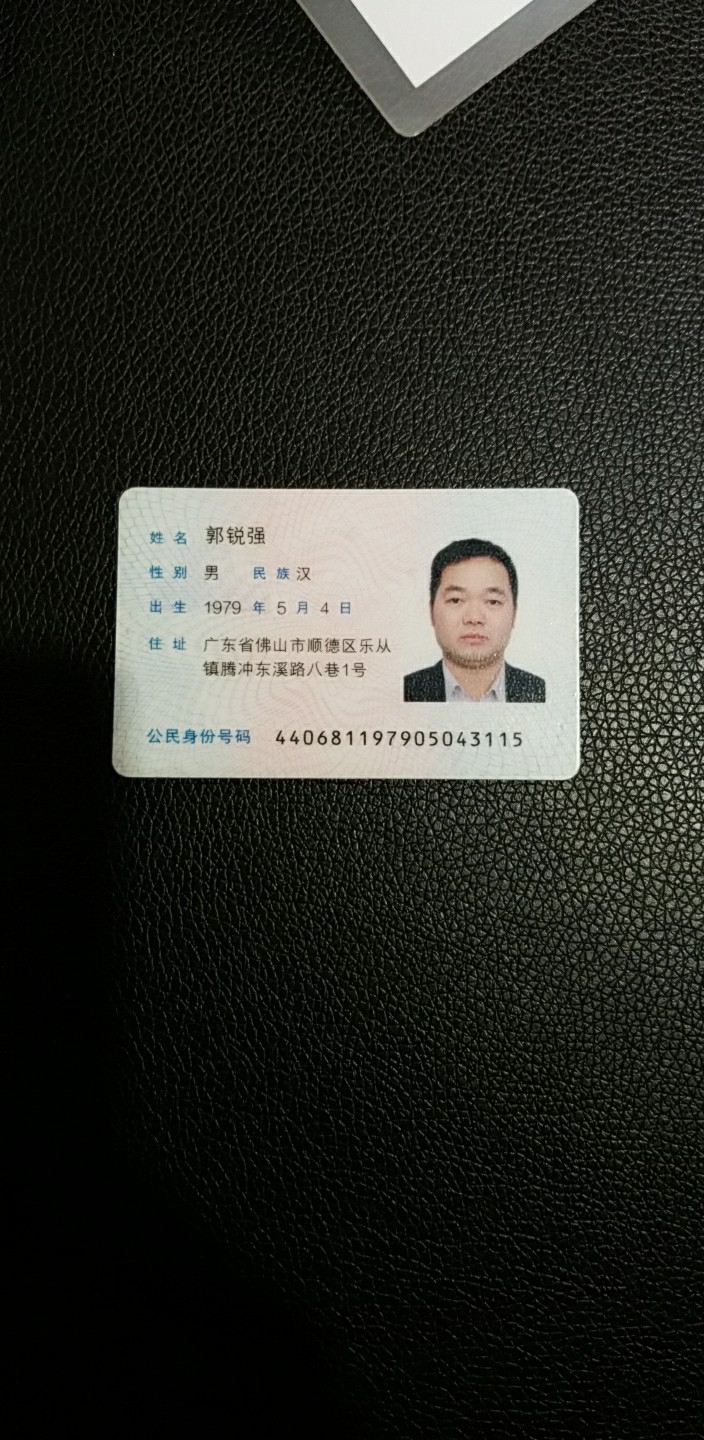 姓名 郭锐强
性别 男 民族 汉
出生 1979 年 5 月 4 日
住址 广东省佛山市顺德区乐从
镇腾冲东溪路八巷1号
公民身份号码 440681197905043115